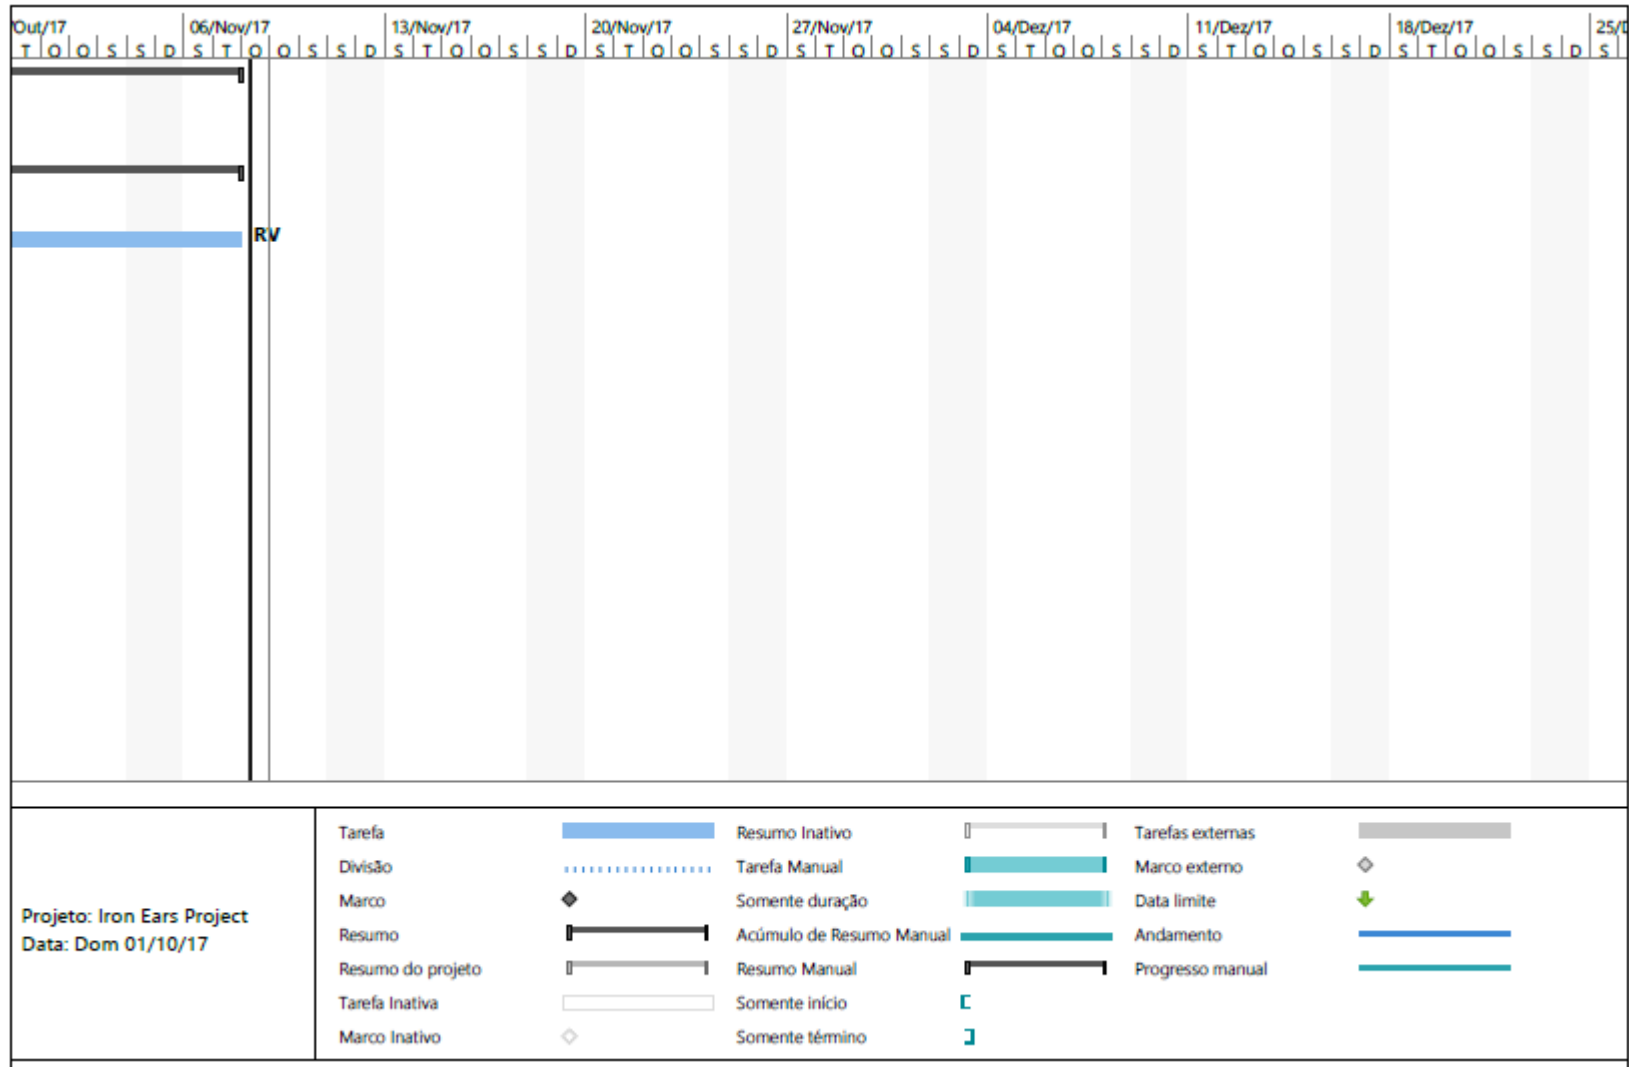 /Out/17 06/Nov/17 13/Nov/17 20/Nov/17 27/Nov/17 04/Dez/17 11/Dez/17 18/Dez/17 25/D
T Q Q S S D S T Q Q S S D S T Q Q S S D S T Q Q S S D S T Q Q S S D S T Q Q S S D S T Q Q S S D S T Q Q S S D S
RV
Tarefa Resumo Inativo Tarefas externas
Divisão Tarefa Manual Marco externo
Marco Somente duração Data limite
Projeto: Iron Ears Project
Resumo Acúmulo de Resumo Manual Andamento
Data: Dom 01/10/17
Resumo do projeto Resumo Manual Progresso manual
Tarefa Inativa Somente início
Marco Inativo Somente término